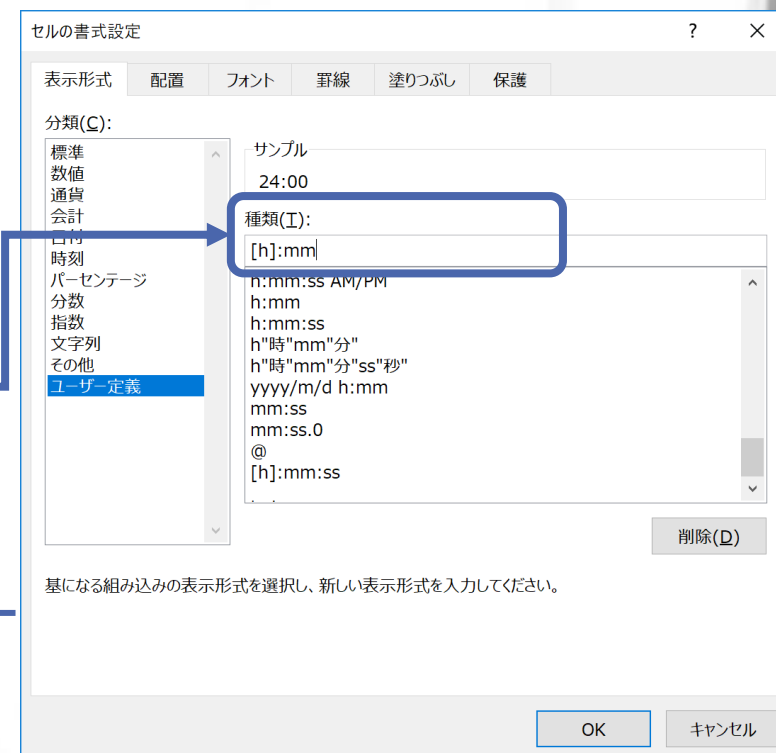 セルの書式設定
?
×
表示形式 配置 フォント 罫線 塗りつぶし 保護
分類(C):
標準
数値
通貨
会計
日付
時刻
パーセンテージ
分数
指数
文字列
その他
ユーザー定義
サンプル
24:00
種類(T):
[h]:mm
h:mm:ss AM/PM
h:mm
h:mm:ss
h"時"mm"分"
h"時"mm"分"ss"秒"
yyyy/m/d h:mm
mm:ss
mm:ss.0
@
[h]:mm:ss
削除(D)
基になる組み込みの表示形式を選択し、新しい表示形式を入力してください。
OK
キャンセル